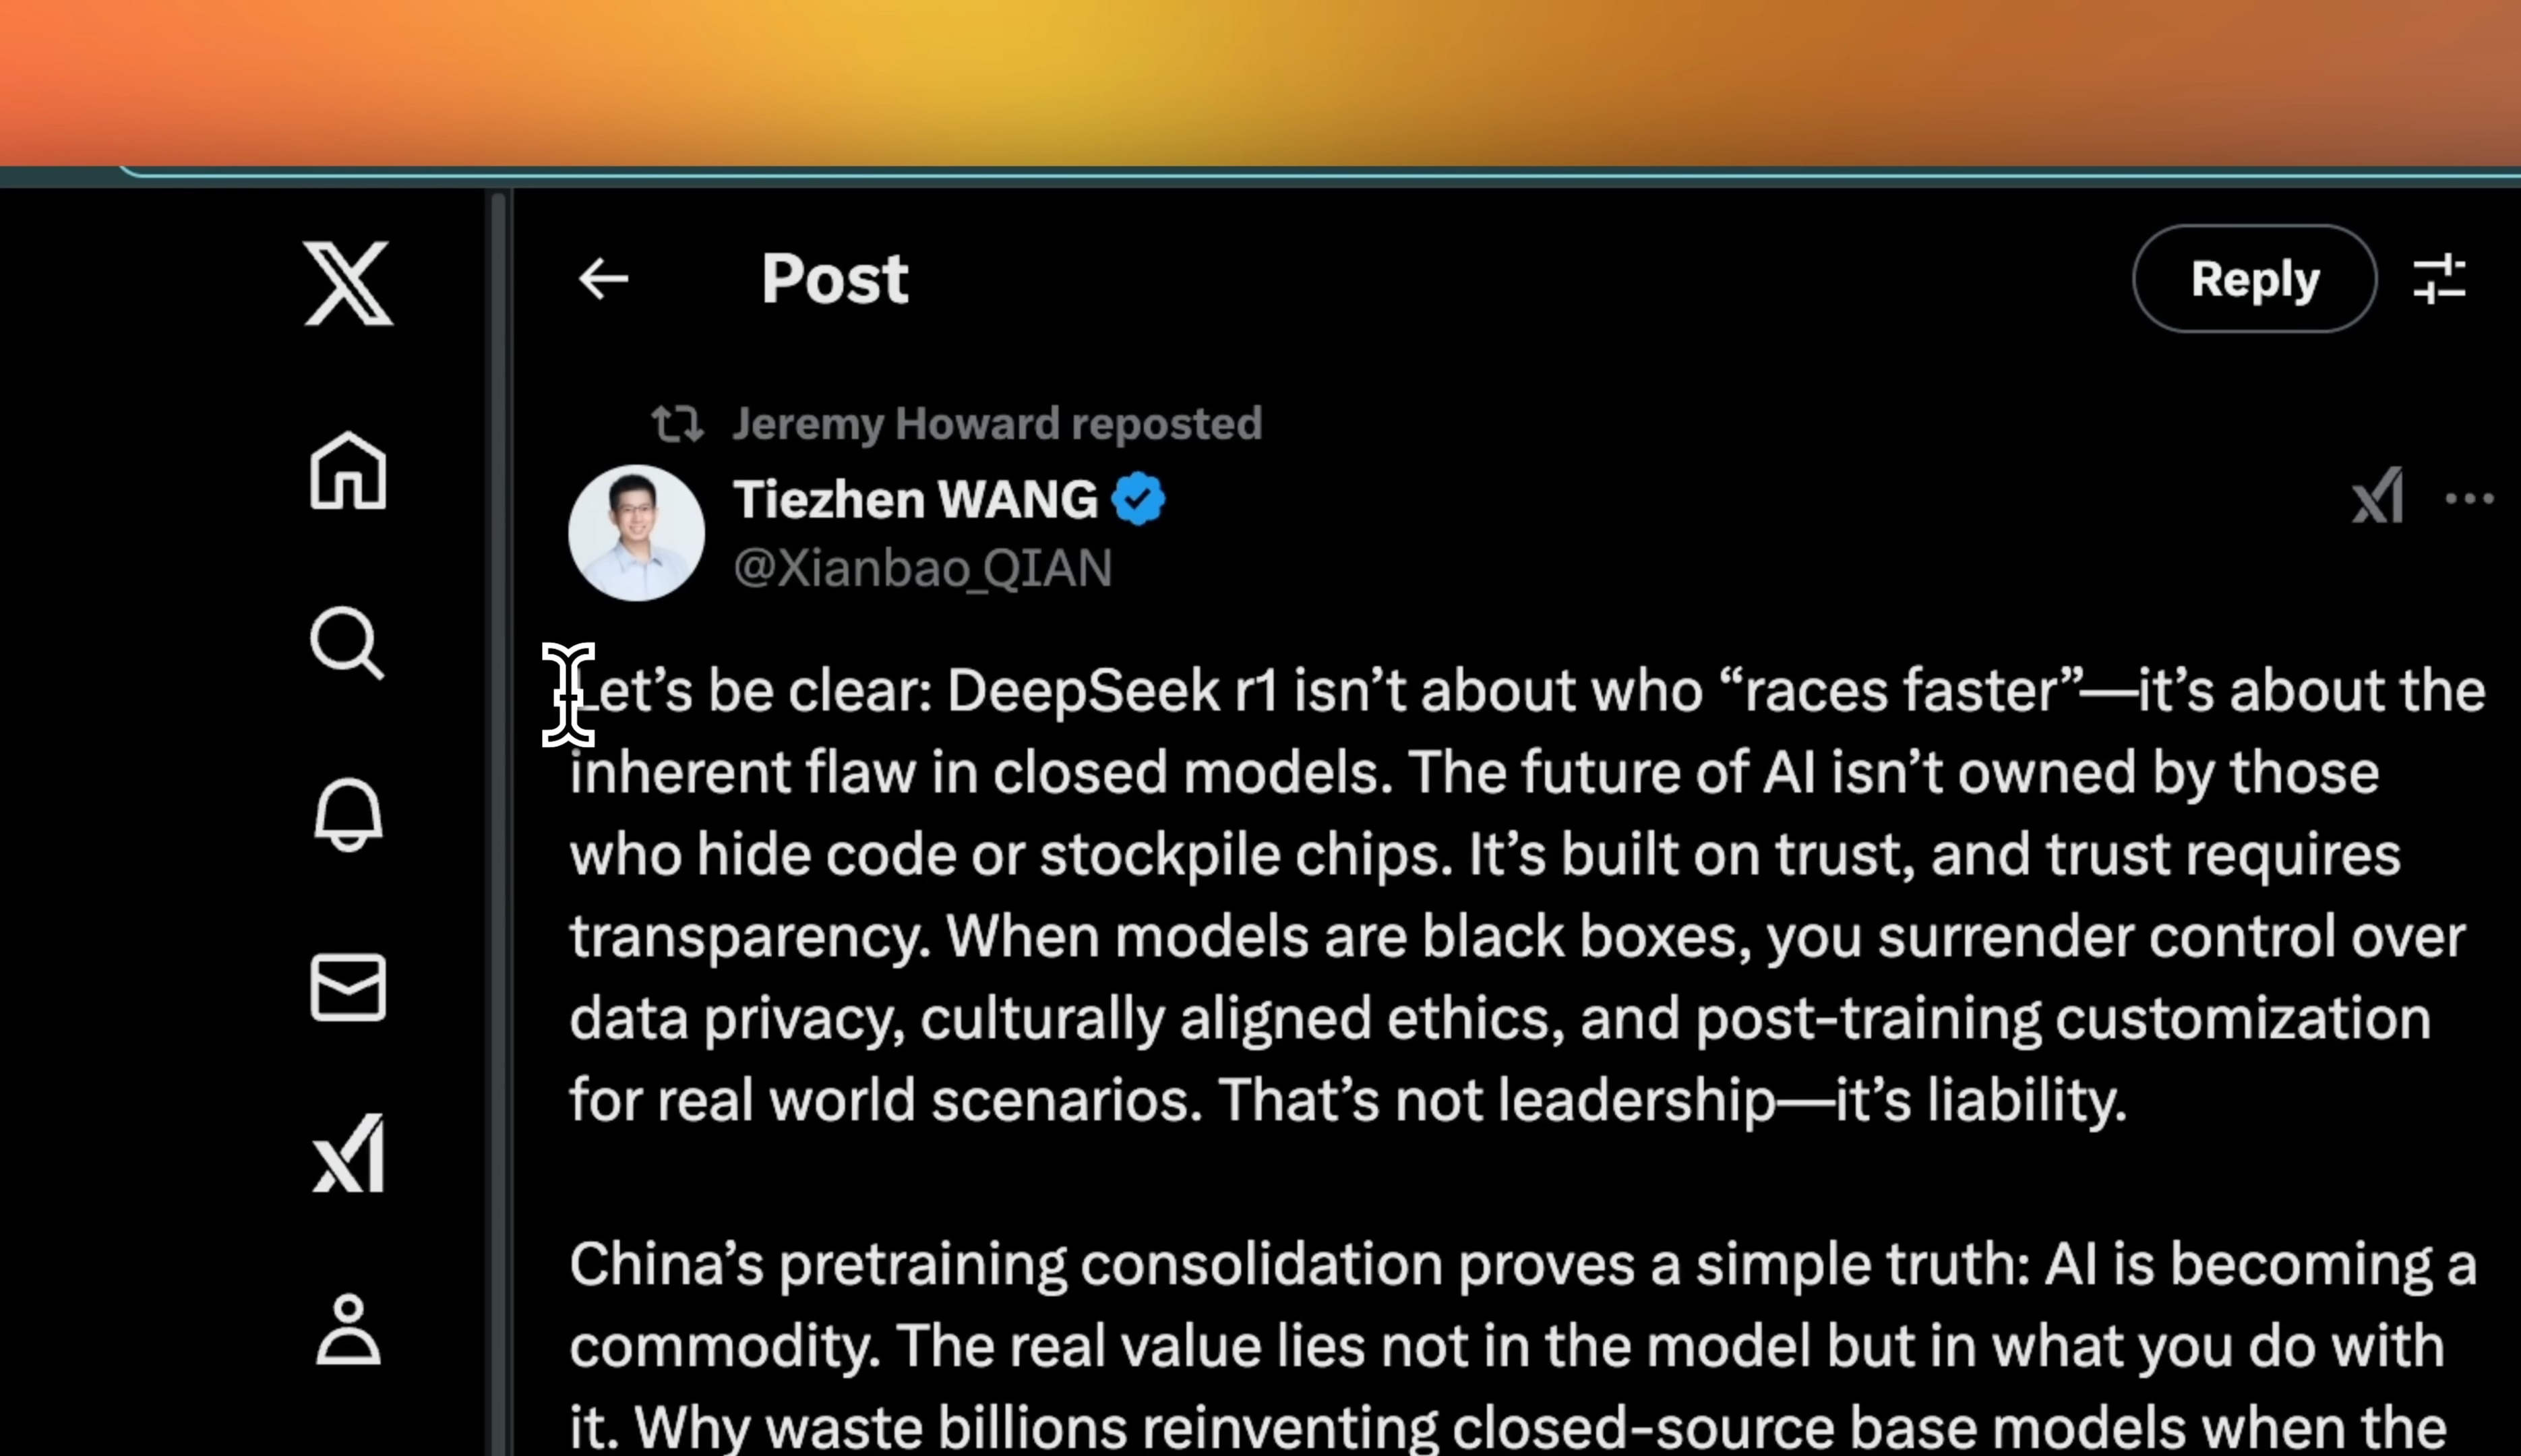 Post
Reply
Jeremy Howard reposted
Tiezhen WANG
@Xianbao_QIAN
Let’s be clear: DeepSeek r1 isn’t about who “races faster”—it’s about the
inherent flaw in closed models. The future of AI isn’t owned by those
who hide code or stockpile chips. It’s built on trust, and trust requires
transparency. When models are black boxes, you surrender control over
data privacy, culturally aligned ethics, and post-training customization
for real world scenarios. That’s not leadership—it’s liability.
China’s pretraining consolidation proves a simple truth: AI is becoming a
commodity. The real value lies not in the model but in what you do with
it. Why waste billions reinventing closed-source base models when the